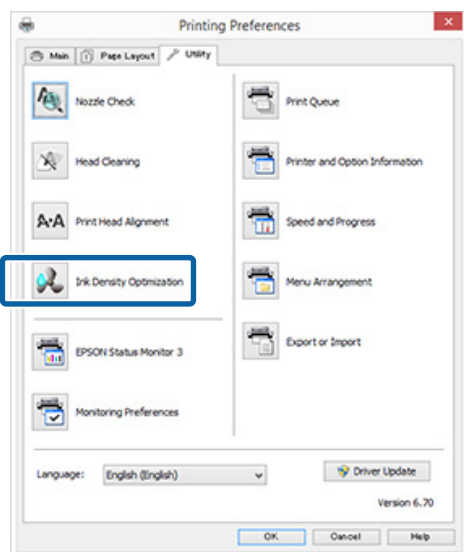 Printing Preferences
Main
Page Layout
Utility
Nozzle Check
Head Cleaning
A·A
Print Head Alignment
Ink Density Optimization
EPSON Status Monitor 3
Monitoring Preferences
Print Queue
Printer and Option Information
Speed and Progress
Menu Arrangement
Export or Import
Language:
English (English)
Driver Update
Version 6.70
OK
Cancel
Help